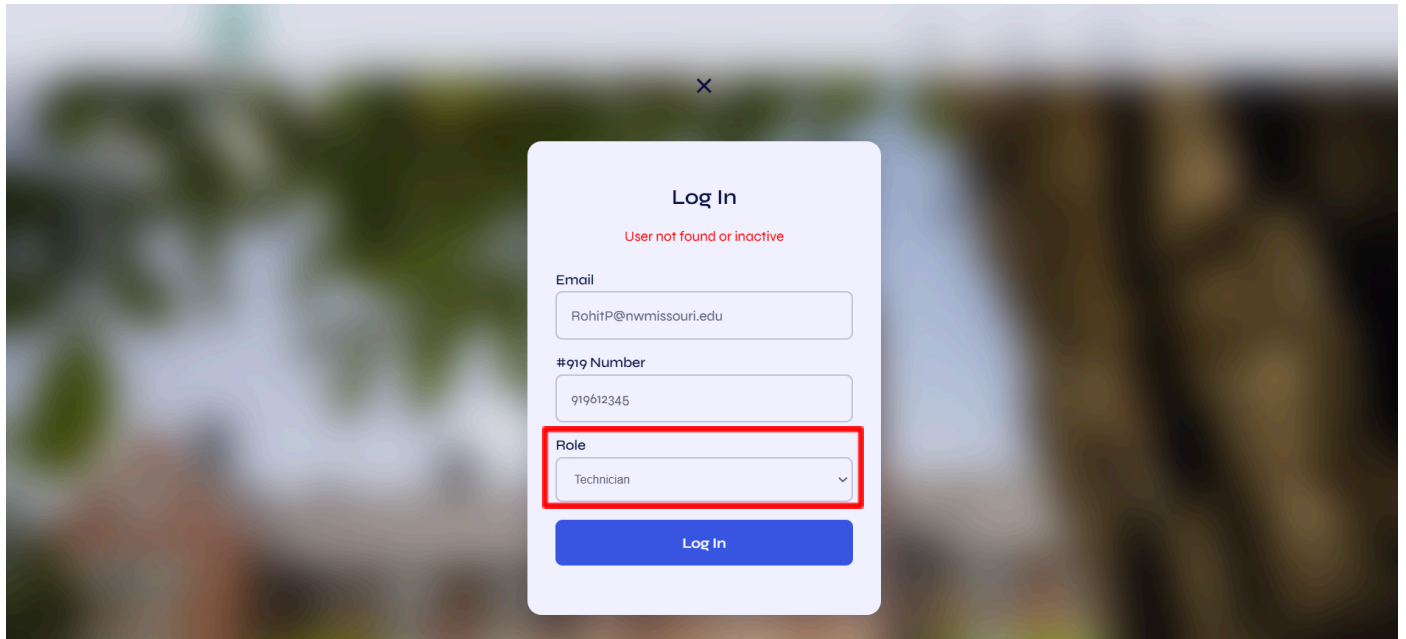 ×
Log In
User not found or inactive
Email
RohitP@nwmissouri.edu
#919 Number
919612345
Role
Technician
Log In